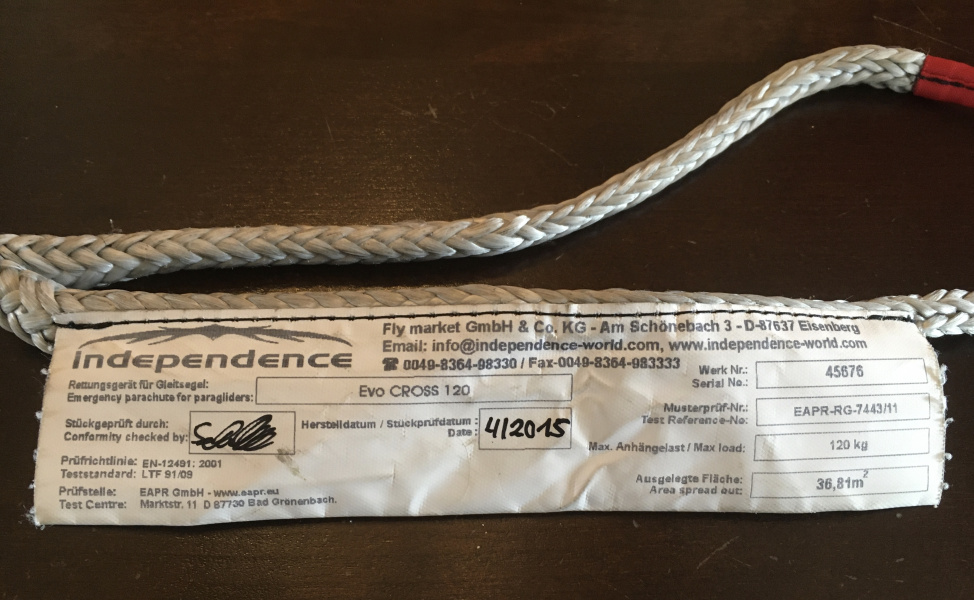 independence
Fly market GmbH & Co. KG - Am Schönebach 3 - D-87637 Eisenberg
Email: info@independence-world.com, www.independence-world.com
☎ 0049-8364-98330 / Fax-0049-8364-983333
Rettungsgerät für Gleitsegel:
Emergency parachute for paragliders:
Evo CROSS 120
Werk Nr.:
Serial No.:
45676
Stückgeprüft durch:
Conformity checked by:
Herstelldatum / Stückprüfdatum :
Date :
4/2015
Musterprüf-Nr.:
Test Reference-No:
EAPR-RG-7443/11
Max. Anhängelast / Max load:
120 kg
Prüfrichtlinie: EN-12491: 2001
Teststandard: LTF 91/09
Ausgelegte Fläche:
Area spread out:
36,81m²
Prüfstelle: EAPR GmbH - www.eapr.eu
Test Centre: Marktstr. 11 D 87730 Bad Grönenbach.